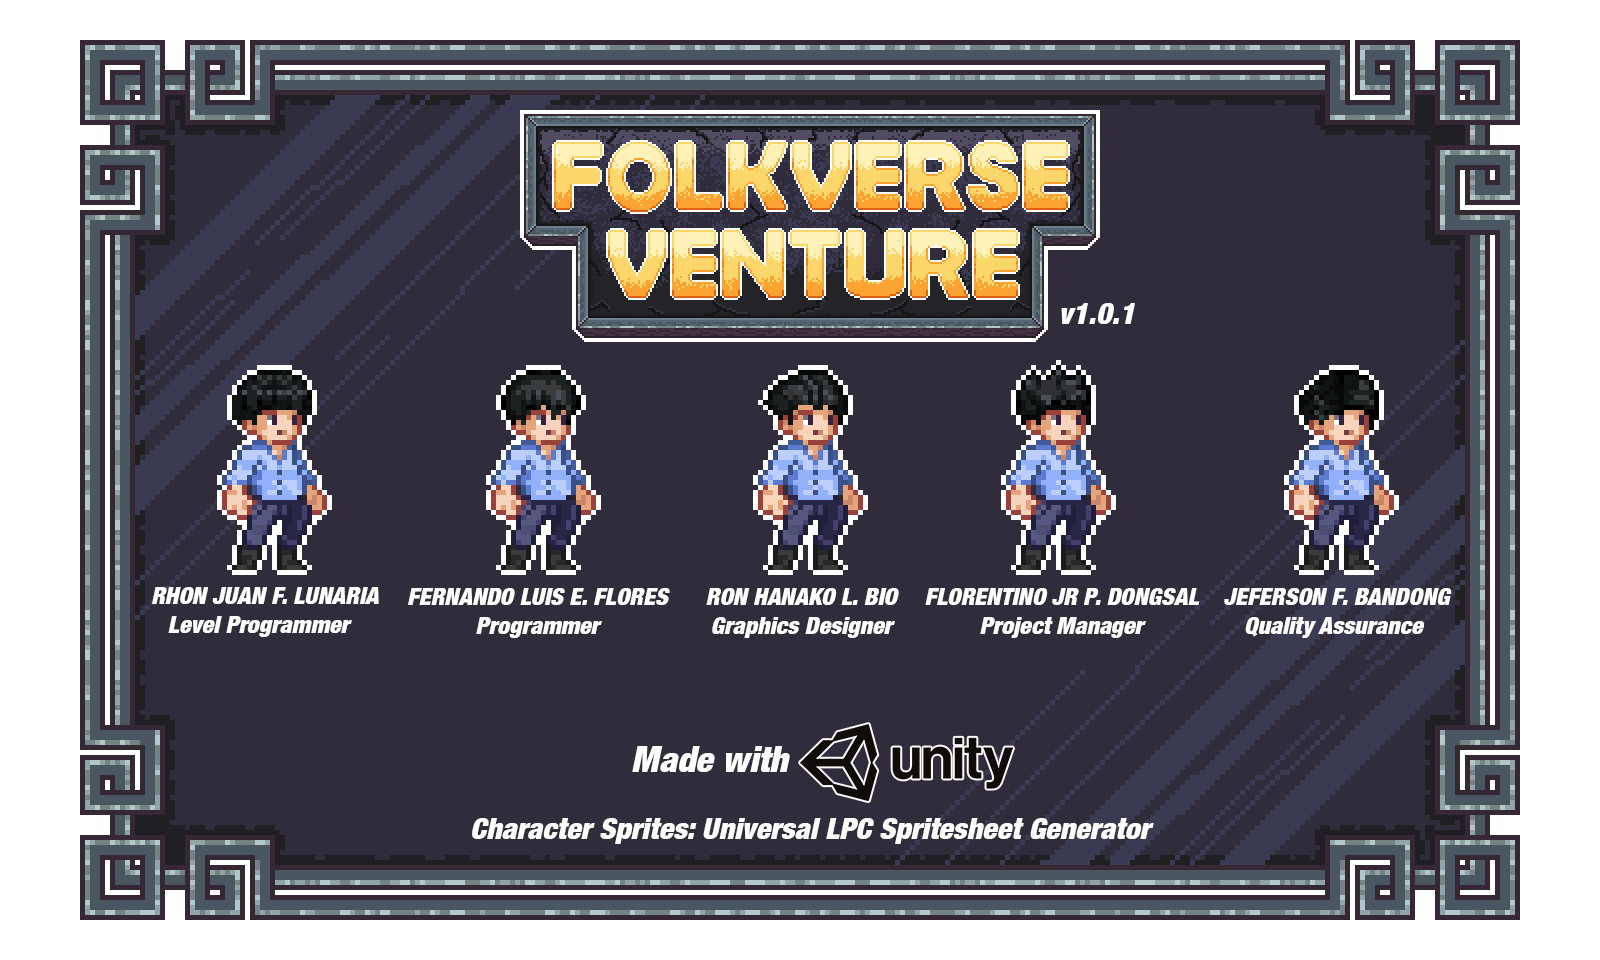 FOLKVERSE
VENTURE
v1.0.1
RHON JUAN F. LUNARIA
Level Programmer
FERNANDO LUIS E. FLORES
Programmer
RON HANAKO L. BIO
Graphics Designer
FLORENTINO JR P. DONGSAL
Project Manager
JEFERSON F. BANDONG
Quality Assurance
Made with unity
Character Sprites: Universal LPC Spritesheet Generator